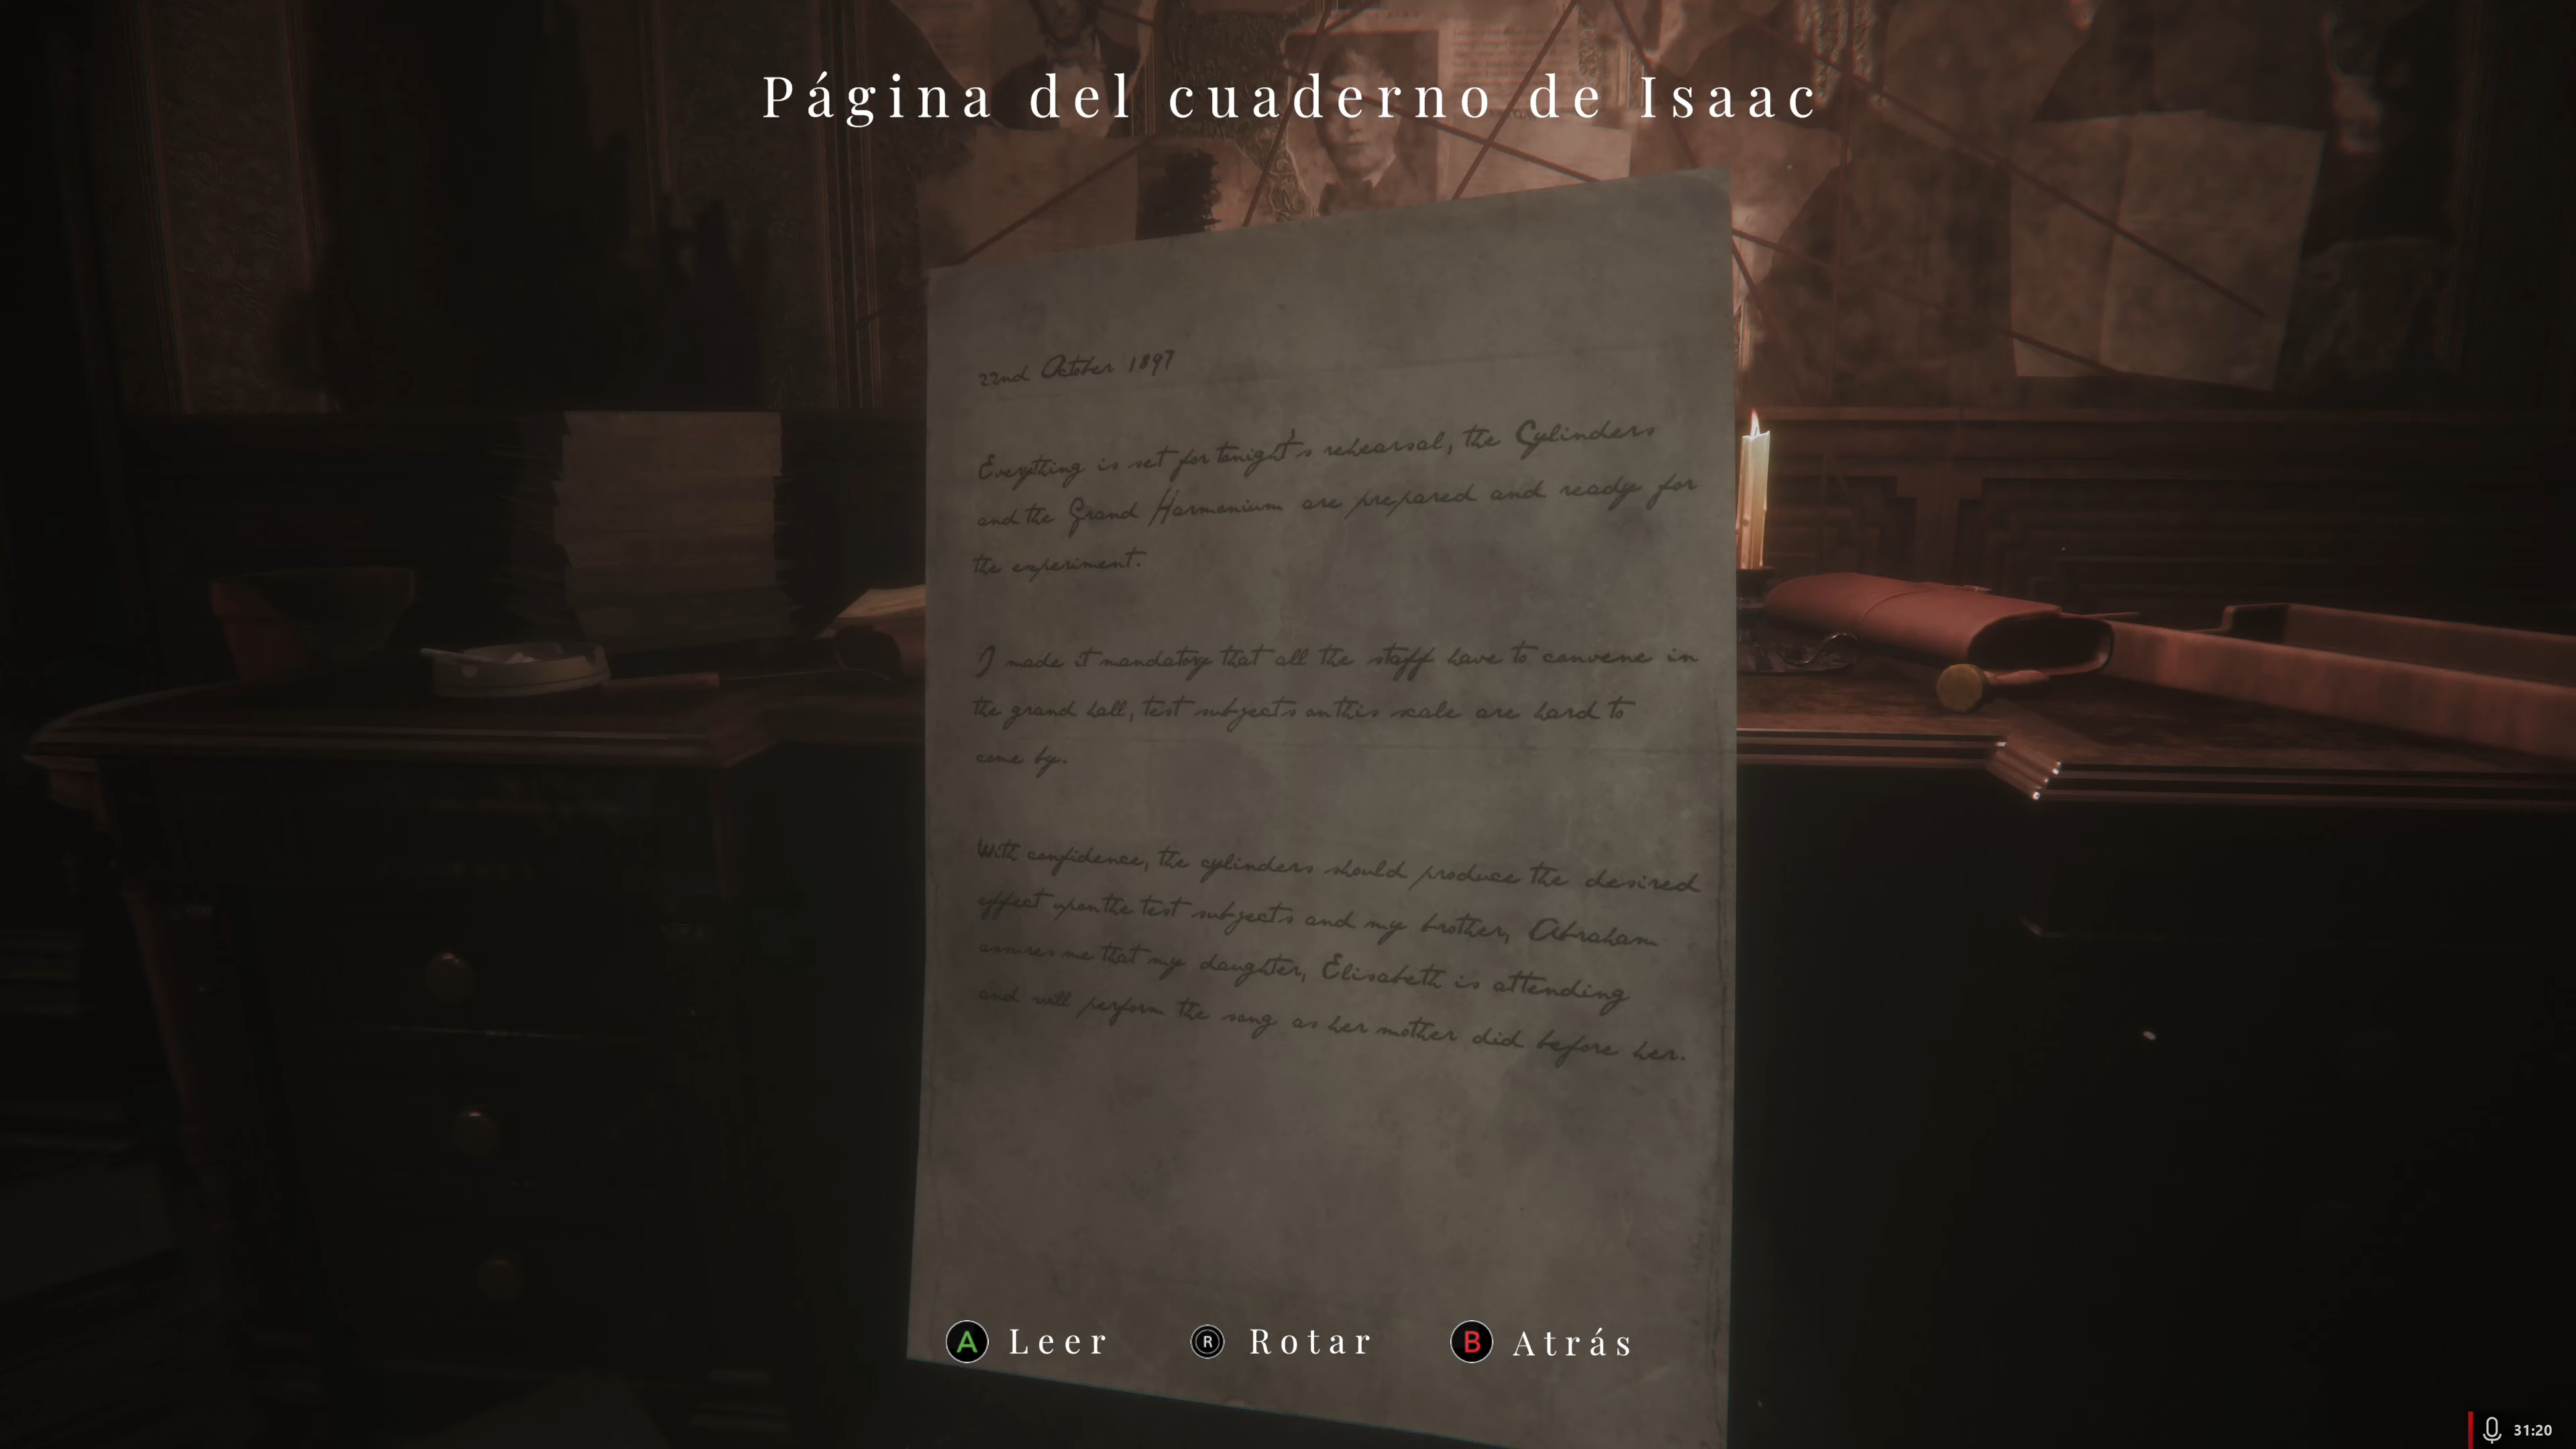 Página del cuaderno de Isaac
22nd October 1897
Everything is set for tonight's rehearsal, the Cylinders
and the Grand Harmonium are prepared and ready for
the experiment.
I made it mandatory that all the staff have to convene in
the grand hall, test subjects on this scale are hard to
come by.
With confidence, the cylinders should produce the desired
effect upon the test subjects and my brother, Abraham
assures me that my daughter, Elisabeth is attending
and will perform the song as her mother did before her.
A Leer R Rotar B Atrás
31:20